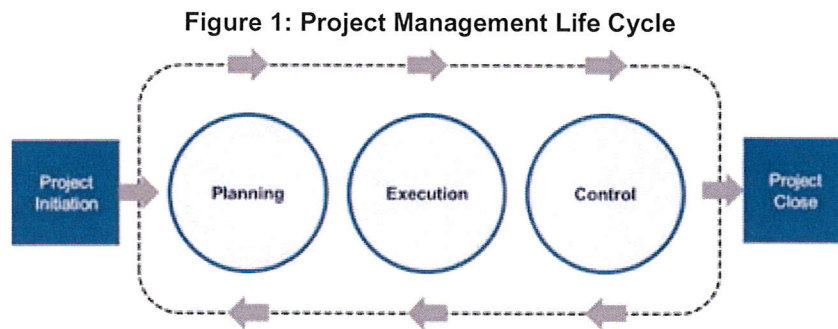 Figure 1: Project Management Life Cycle
Project
Initiation
Planning
Execution
Control
Project
Close